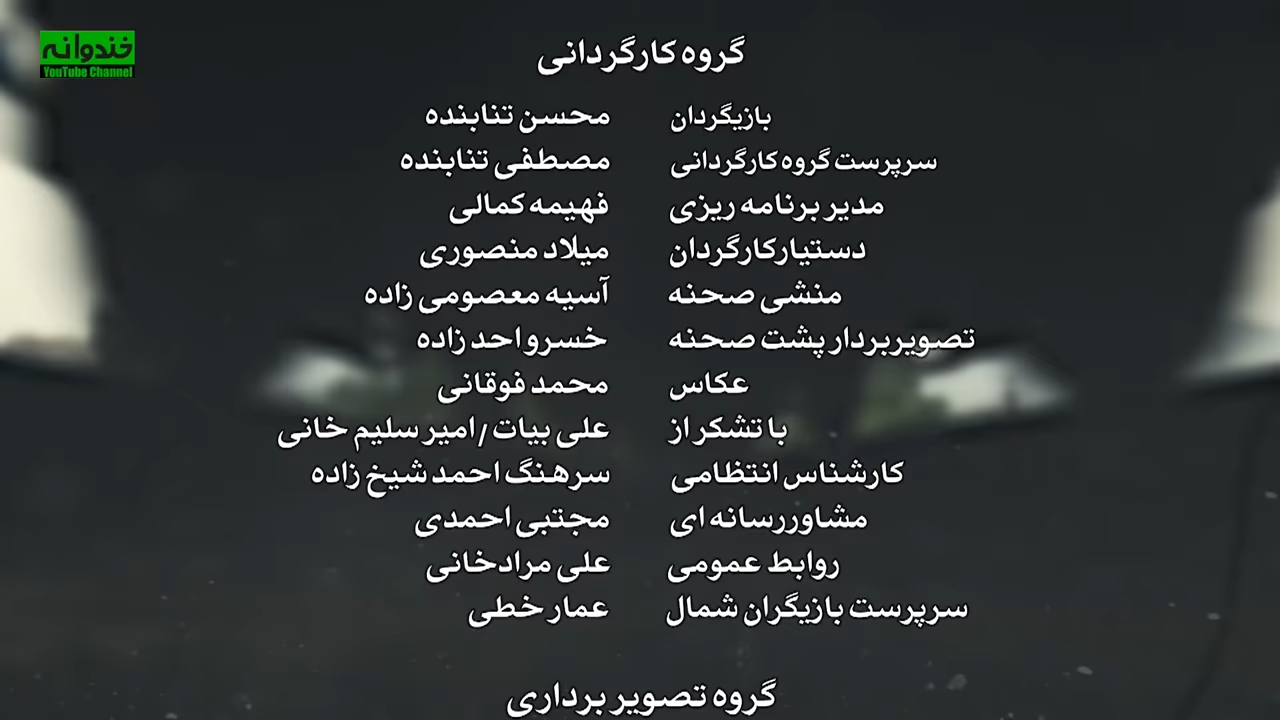 خندوانه
YouTube Channel
گروه کارگردانی
بازیگردان محسن تنابنده
سرپرست گروه کارگردانی مصطفی تنابنده
مدیر برنامه ریزی فهیمه کمالی
دستیارکارگردان میلاد منصوری
منشی صحنه آسیه معصومی زاده
تصویربردار پشت صحنه خسرو احد زاده
عکاس محمد فوقانی
با تشکر از علی بیات / امیر سلیم خانی
کارشناس انتظامی سرهنگ احمد شیخ زاده
مشاور رسانه ای مجتبی احمدی
روابط عمومی علی مرادخانی
سرپرست بازیگران شمال عمار خطی
گروه تصویر برداری